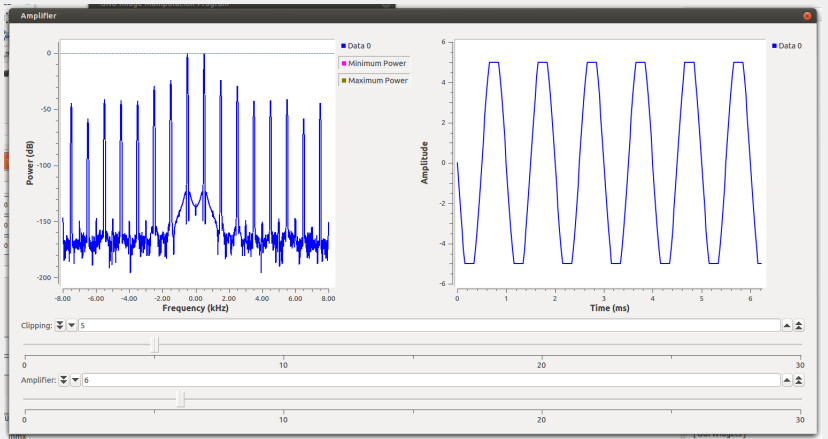 Amplifier
Data 0
Minimum Power
Maximum Power
Power (dB)
0
-50
-100
-150
-200
-8.00 -6.00 -4.00 -2.00 0.00 2.00 4.00 6.00 8.00
Frequency (kHz)
Data 0
Amplitude
6
4
2
0
-2
-4
-6
0 1 2 3 4 5 6
Time (ms)
Clipping: 5
0 10 20 30
Amplifier: 6
0 10 20 30
mmx